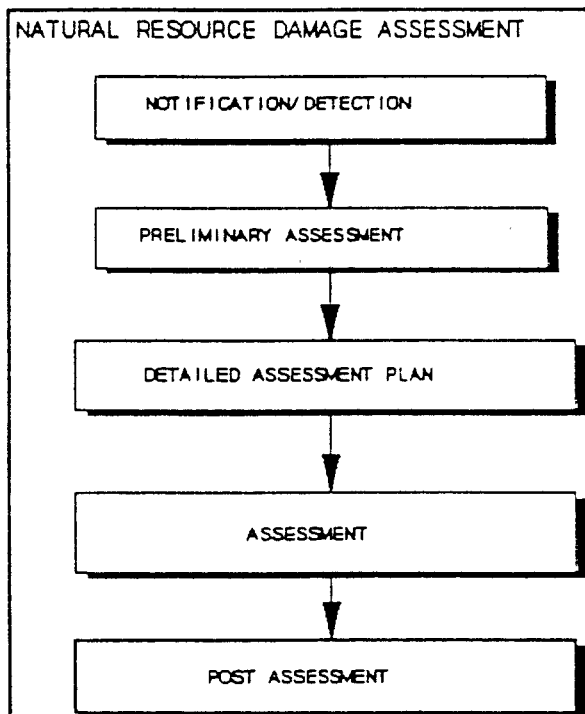 NATURAL RESOURCE DAMAGE ASSESSMENT
NOTIFICATION/DETECTION
PRELIMINARY ASSESSMENT
DETAILED ASSESSMENT PLAN
ASSESSMENT
POST ASSESSMENT